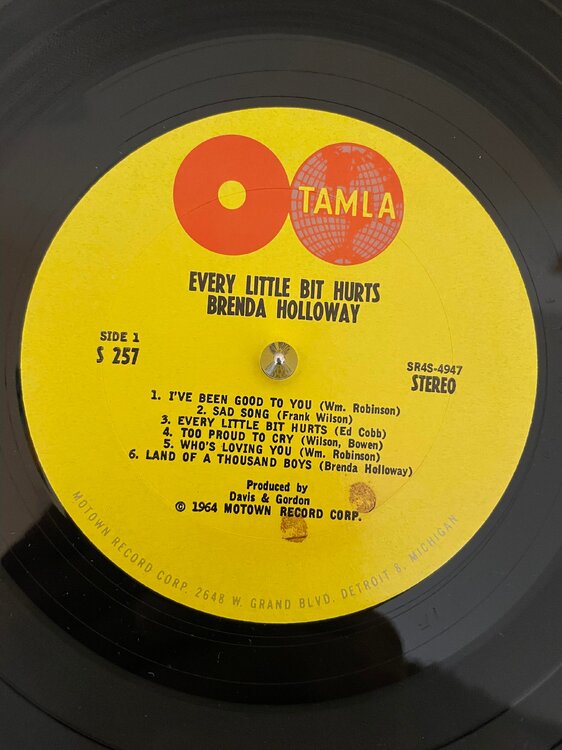 TAMLA
EVERY LITTLE BIT HURTS
BRENDA HOLLOWAY
SIDE 1
S 257
SR4S-4947
STEREO
1. I'VE BEEN GOOD TO YOU (Wm. Robinson)
2. SAD SONG (Frank Wilson)
3. EVERY LITTLE BIT HURTS (Ed Cobb)
4. TOO PROUD TO CRY (Wilson, Bowen)
5. WHO'S LOVING YOU (Wm. Robinson)
6. LAND OF A THOUSAND BOYS (Brenda Holloway)
Produced by
Davis & Gordon
© 1964 MOTOWN RECORD CORP.
MOTOWN RECORD CORP. 2648 W. GRAND BLVD. DETROIT 8, MICHIGAN